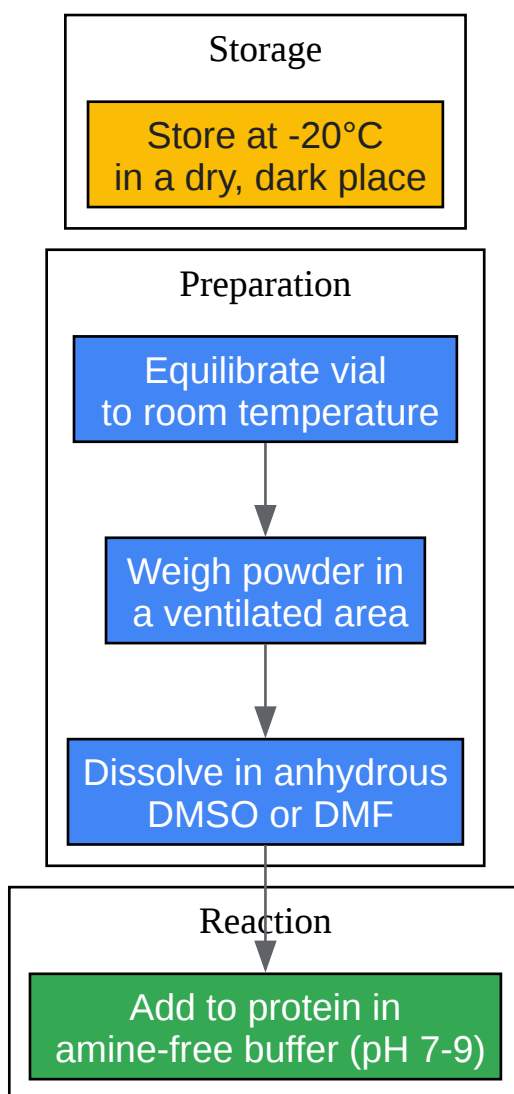 Storage
Store at -20°C
in a dry, dark place
Preparation
Equilibrate vial
to room temperature
Weigh powder in
a ventilated area
Dissolve in anhydrous
DMSO or DMF
Reaction
Add to protein in
amine-free buffer (pH 7-9)